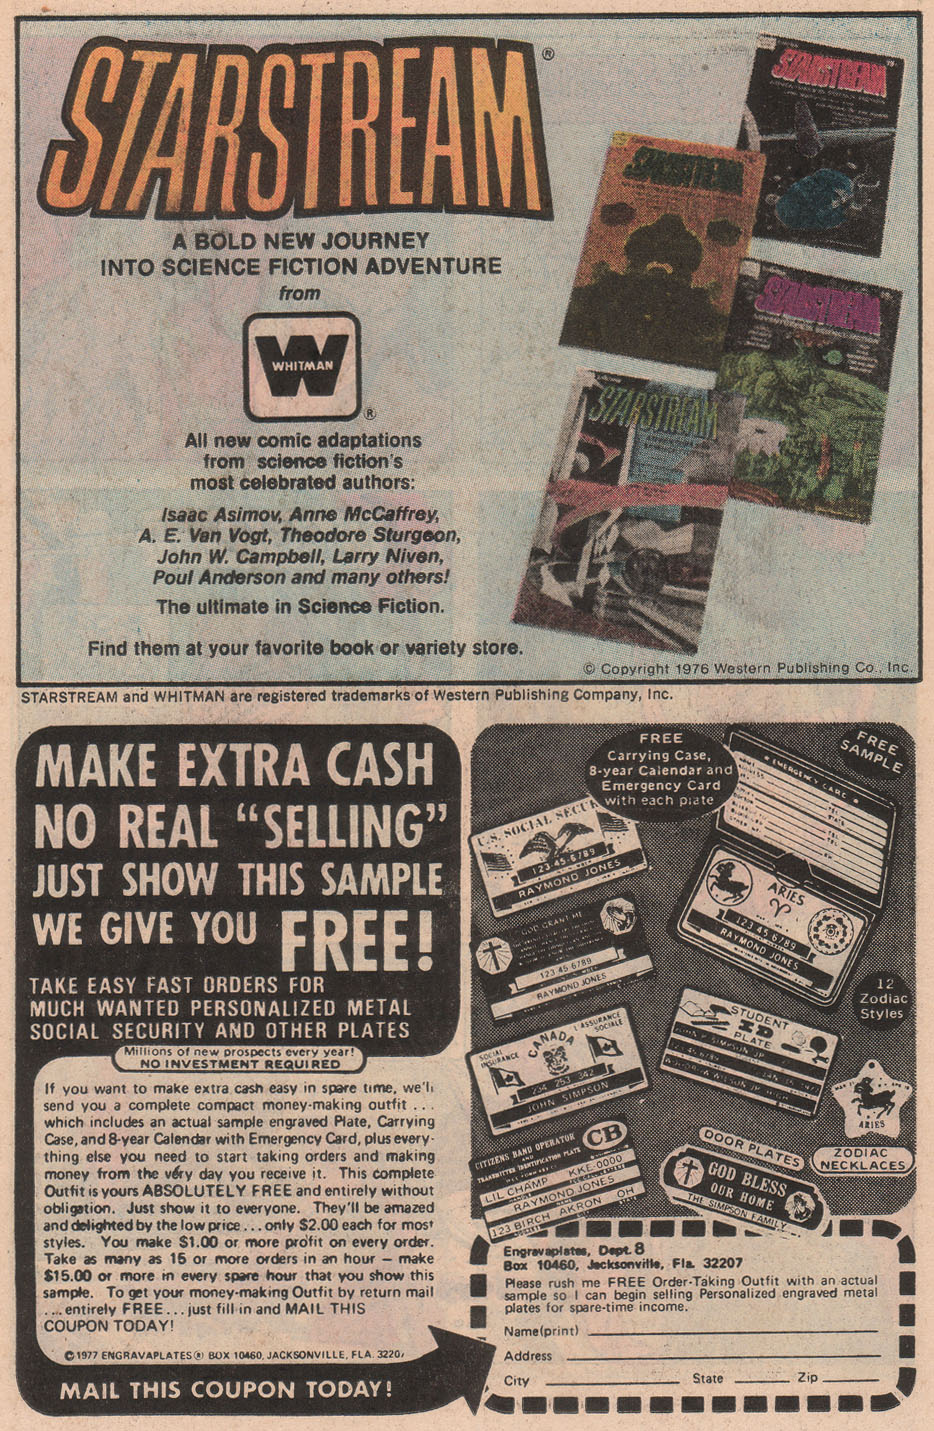 STARSTREAM®
A BOLD NEW JOURNEY
INTO SCIENCE FICTION ADVENTURE
from
WHITMAN
®
All new comic adaptations
from science fiction's
most celebrated authors:
Isaac Asimov, Anne McCaffrey,
A. E. Van Vogt, Theodore Sturgeon,
John W. Campbell, Larry Niven,
Poul Anderson and many others!
The ultimate in Science Fiction.
Find them at your favorite book or variety store.
STARSTREAM
STARSTREAM
STARSTREAM
STARSTREAM
© Copyright 1976 Western Publishing Co., Inc.
STARSTREAM and WHITMAN are registered trademarks of Western Publishing Company, Inc.
MAKE EXTRA CASH
NO REAL "SELLING"
JUST SHOW THIS SAMPLE
WE GIVE YOU FREE!
TAKE EASY FAST ORDERS FOR
MUCH WANTED PERSONALIZED METAL
SOCIAL SECURITY AND OTHER PLATES
Millions of new prospects every year!
NO INVESTMENT REQUIRED
If you want to make extra cash easy in spare time, we'll
send you a complete compact money-making outfit . . .
which includes an actual sample engraved Plate, Carrying
Case, and 8-year Calendar with Emergency Card, plus every-
thing else you need to start taking orders and making
money from the very day you receive it. This complete
Outfit is yours ABSOLUTELY FREE and entirely without
obligation. Just show it to everyone. They'll be amazed
and delighted by the low price . . . only $2.00 each for most
styles. You make $1.00 or more profit on every order.
Take as many as 15 or more orders in an hour — make
$15.00 or more in every spare hour that you show this
sample. To get your money-making Outfit by return mail
. . . entirely FREE . . . just fill in and MAIL THIS
COUPON TODAY!
©1977 ENGRAVAPLATES® BOX 10460, JACKSONVILLE, FLA. 3220
MAIL THIS COUPON TODAY!
FREE
Carrying Case,
8-year Calendar and
Emergency Card
with each plate
FREE
SAMPLE
EMERGENCY CARD
U.S. SOCIAL SECUR
123-45-6789
RAYMOND JONES
ARIES
123 45 6789
RAYMOND JONES
GOD GRANT ME
123 45 6789
RAYMOND JONES
12
Zodiac
Styles
SOCIAL
INSURANCE
CANADA
L'ASSURANCE
SOCIALE
234 253 342
JOHN SIMPSON
STUDENT
ID
PLATE
JOHN P SIMPSON JR
WOODROW WILSON JR HIGH
ARIES
CITIZENS BAND OPERATOR
TRANSMITTER IDENTIFICATION PLATE
CB
KKE-0000
LIL CHAMP
RAYMOND JONES
123 BIRCH AKRON OH
DOOR PLATES
ZODIAC
NECKLACES
GOD BLESS
OUR HOME
THE SIMPSON FAMILY
Engravaplates, Dept. 8
Box 10460, Jacksonville, Fla. 32207
Please rush me FREE Order-Taking Outfit with an actual
sample so I can begin selling Personalized engraved metal
plates for spare-time income.
Name(print)
Address
City State Zip